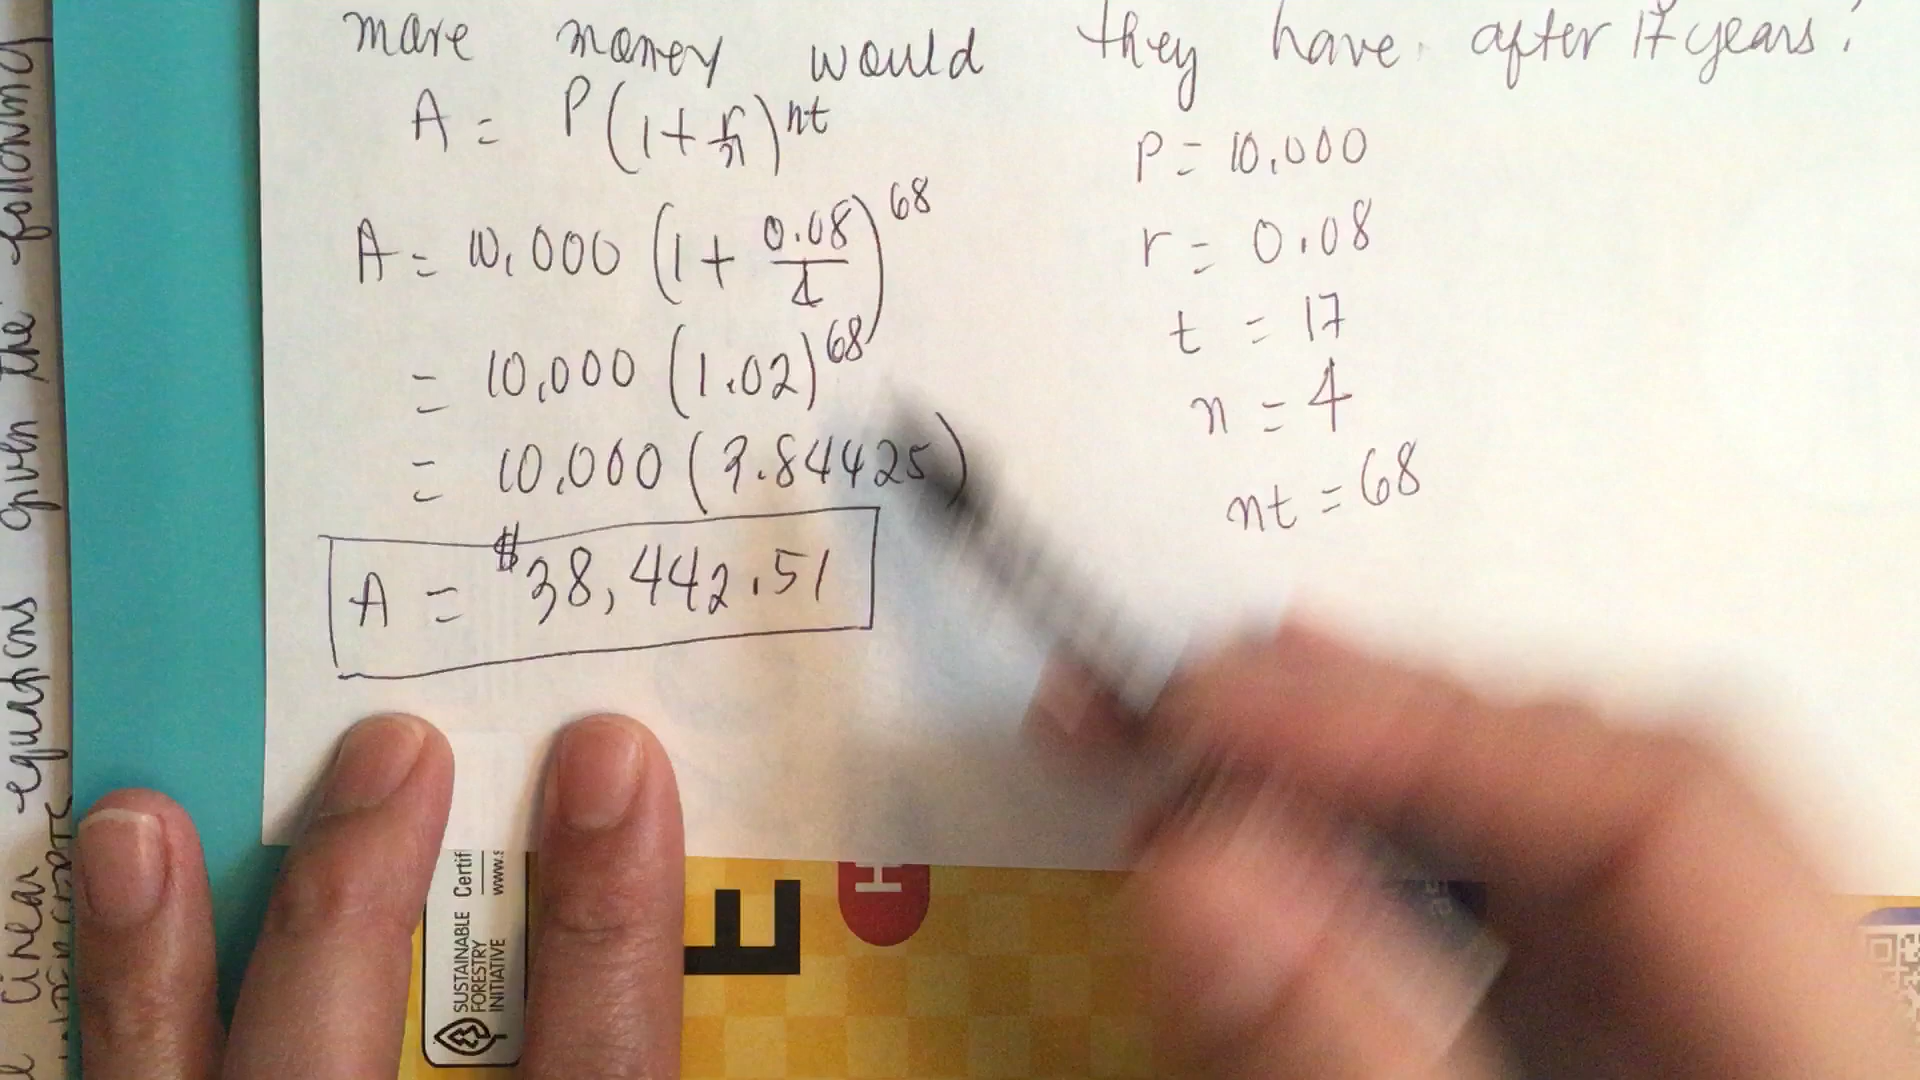 more money would they have after 17 years?
A = P(1+r/n)^nt
A = 10,000 (1 + 0.08/4)^68
= 10,000 (1.02)^68
= 10,000 (3.84425)
A = $38,442.51
P = 10,000
r = 0.08
t = 17
n = 4
nt = 68
linear equations given the following
SUSTAINABLE
FORESTRY
INITIATIVE
Certif
www.s
E
H